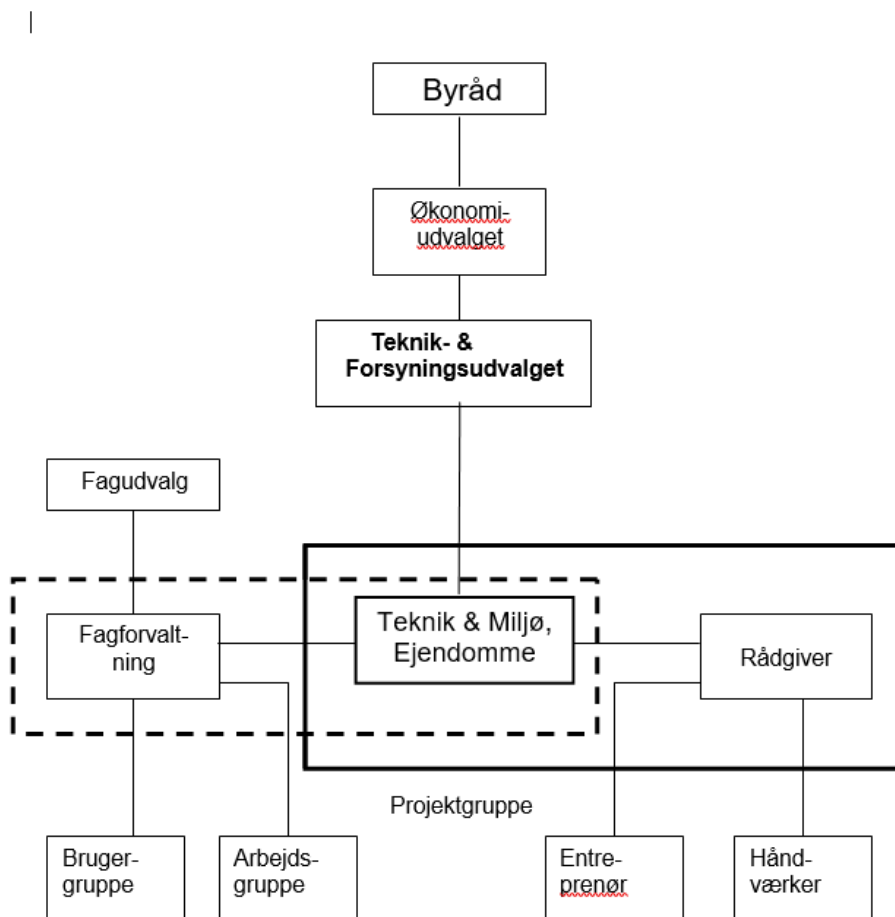 Byråd
Økonomi-
udvalget
Teknik- &
Forsyningsudvalget
Fagudvalg
Fagforvalt-
ning
Teknik & Miljø,
Ejendomme
Rådgiver
Projektgruppe
Bruger-
gruppe
Arbejds-
gruppe
Entre-
prenør
Hånd-
værker